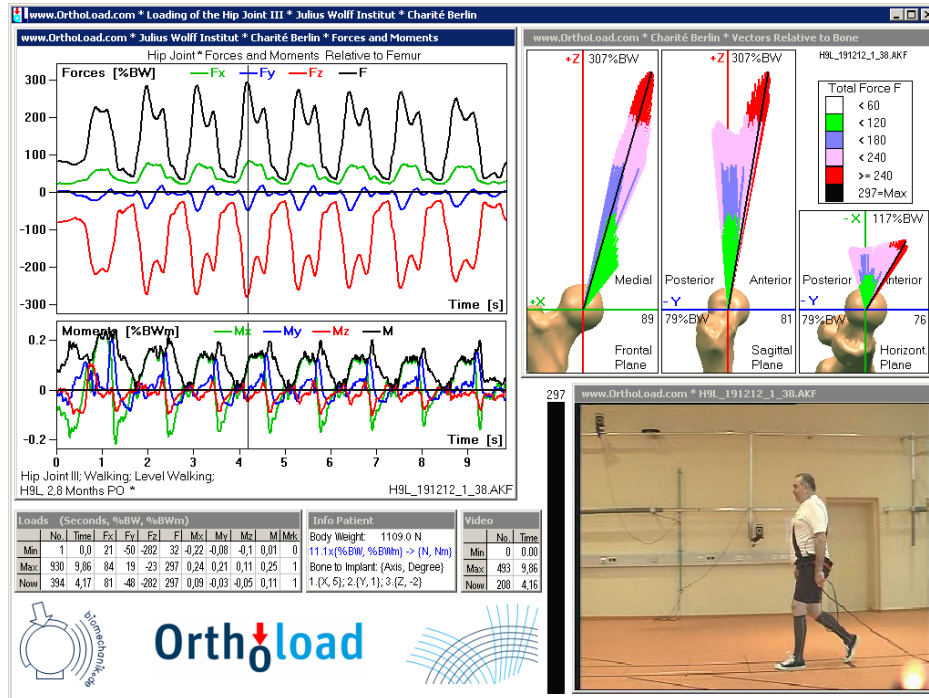 www.OrthoLoad.com * Loading of the Hip Joint III * Julius Wolff Institut * Charité Berlin
www.OrthoLoad.com * Julius Wolff Institut * Charité Berlin * Forces and Moments
Hip Joint * Forces and Moments Relative to Femur
Forces [%BW] Fx Fy Fz F
300
200
100
0
-100
-200
-300
Time [s]
Moments [%BWm] Mx My Mz M
0.2
0
-0.2
Time [s]
0 1 2 3 4 5 6 7 8 9
Hip Joint III; Walking; Level Walking;
H9L, 2,8 Months PO * H9L_191212_1_38.AKF
www.OrthoLoad.com * Charité Berlin * Vectors Relative to Bone
+Z 307%BW
Medial
+X
89
Frontal
Plane
+Z 307%BW
Posterior Anterior
-Y
79%BW 81
Sagittal
Plane
H9L_191212_1_38.AKF
Total Force F
< 60
< 120
< 180
< 240
>= 240
297=Max
-X 117%BW
Posterior Anterior
-Y
79%BW 76
Horizont.
Plane
297
www.OrthoLoad.com * H9L_191212_1_38.AKF
Loads (Seconds, %BW, %BWm)
No. Time Fx Fy Fz F Mx My Mz M Mrk
Min 1 0,0 21 -50 -282 32 -0,22 -0,08 -0,1 0,01 0
Max 930 9,86 84 19 -23 297 0,24 0,21 0,11 0,25 1
Now 394 4,17 81 -48 -282 297 0,09 -0,03 -0,05 0,11 1
Info Patient
Body Weight: 1109.0 N
11.1x(%BW, %BWm) -> (N, Nm)
Bone to Implant: (Axis, Degree)
1.(X, 5); 2.(Y, 1); 3.(Z, -2)
Video
No. Time
Min 0 0.00
Max 493 9,86
Now 208 4,16
biomechanik.de
Orthoload